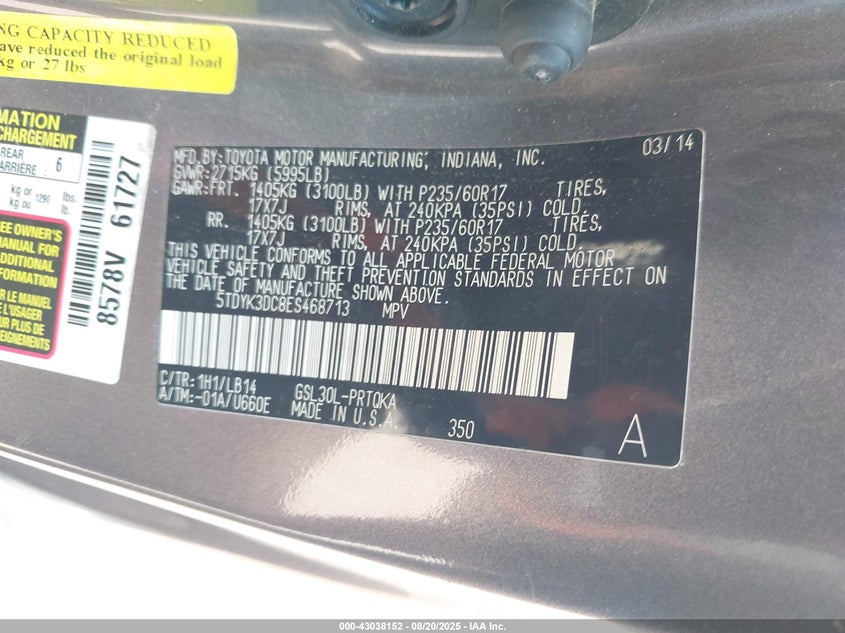 NG CAPACITY REDUCED
ave reduced the original load
kg or 27 lbs
MATION
CHARGEMENT
REAR
ARRIÈRE : 6
kg or 1290 lbs.
kg ou lb.
SEE OWNER'S
MANUAL FOR
ADDITIONAL
INFORMATION
LE MANUEL
L'USAGER
UR PLUS DE
EIGNEMENTS
8578V 61727
MFD. BY: TOYOTA MOTOR MANUFACTURING, INDIANA, INC. 03/14
GVWR: 2715KG (5995LB)
GAWR: FRT. 1405KG (3100LB) WITH P235/60R17 TIRES,
17X7J RIMS, AT 240KPA (35PSI) COLD.
RR. 1405KG (3100LB) WITH P235/60R17 TIRES,
17X7J RIMS, AT 240KPA (35PSI) COLD.
THIS VEHICLE CONFORMS TO ALL APPLICABLE FEDERAL MOTOR
VEHICLE SAFETY AND THEFT PREVENTION STANDARDS IN EFFECT ON
THE DATE OF MANUFACTURE SHOWN ABOVE.
5TDYK3DC8ES468713 MPV
C/TR: 1H1/LB14 GSL30L-PRTQKA
A/TM: -01A/U660E MADE IN U.S.A. 350
A
000-43038152 - 08/20/2025 - IAA Inc.